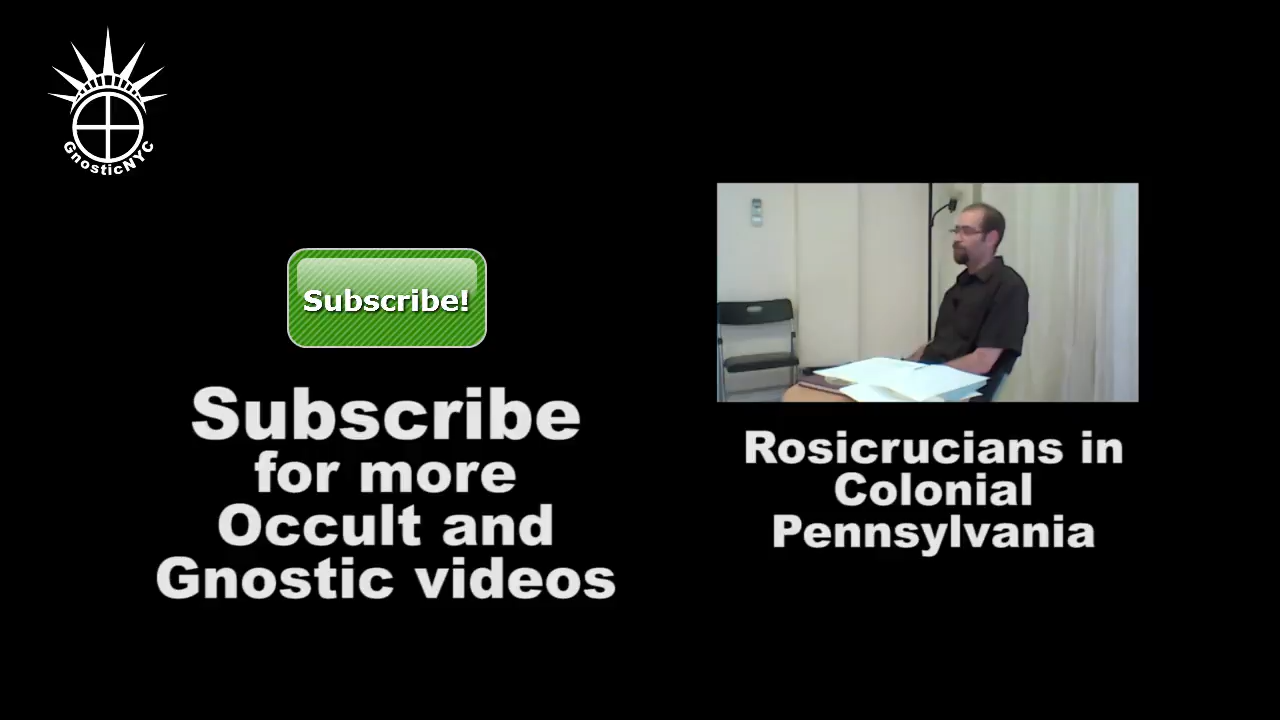 GnosticNYC
Subscribe!
Subscribe
for more
Occult and
Gnostic videos
Rosicrucians in
Colonial
Pennsylvania